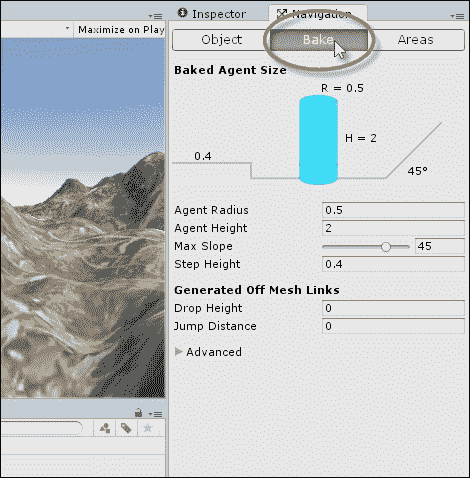 Inspector Navigation
Maximize on Play
Object Bake Areas
Baked Agent Size
R = 0.5
H = 2
0.4
45°
Agent Radius 0.5
Agent Height 2
Max Slope 45
Step Height 0.4
Generated Off Mesh Links
Drop Height 0
Jump Distance 0
Advanced